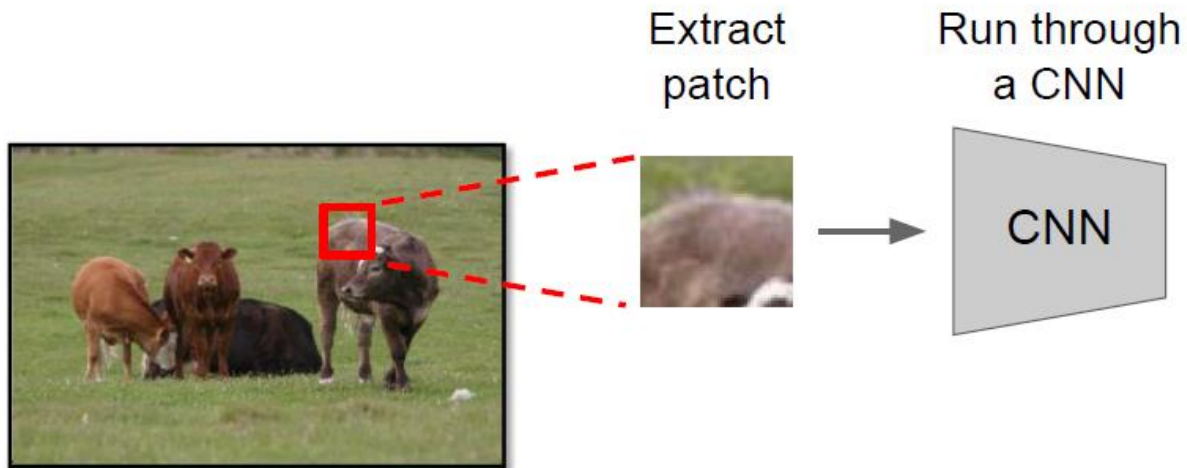 Extract
patch
Run through
a CNN
CNN